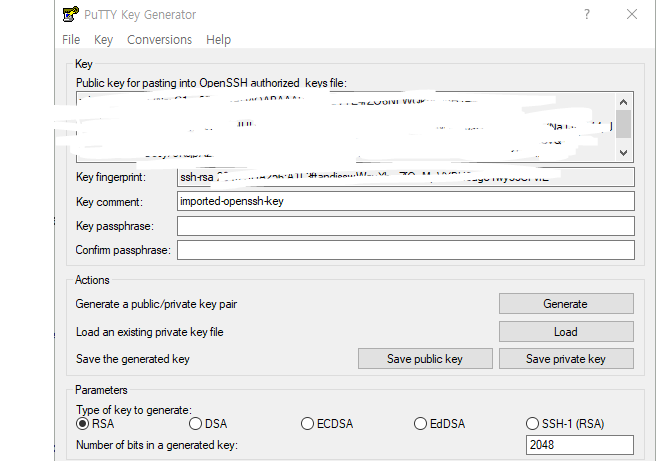 PuTTY Key Generator
? ×
File Key Conversions Help
Key
Public key for pasting into OpenSSH authorized_keys file:
Key fingerprint: ssh-rsa
Key comment: imported-openssh-key
Key passphrase:
Confirm passphrase:
Actions
Generate a public/private key pair Generate
Load an existing private key file Load
Save the generated key Save public key Save private key
Parameters
Type of key to generate:
RSA DSA ECDSA EdDSA SSH-1 (RSA)
Number of bits in a generated key: 2048